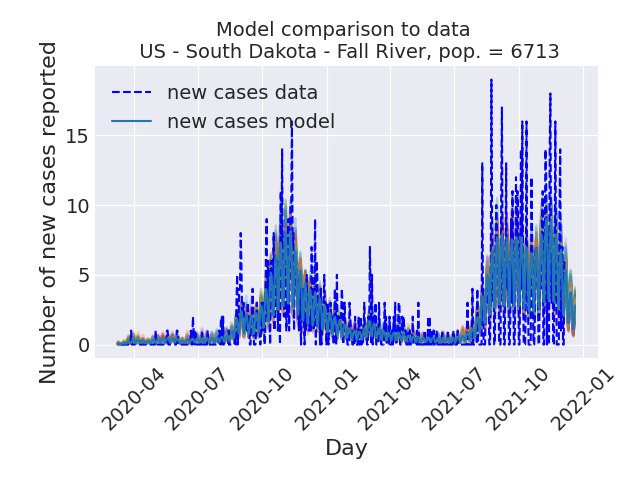 Model comparison to data
US - South Dakota - Fall River, pop. = 6713
new cases data
new cases model
Number of new cases reported
15
10
5
0
2020-04
2020-07
2020-10
2021-01
2021-04
2021-07
2021-10
2022-01
Day